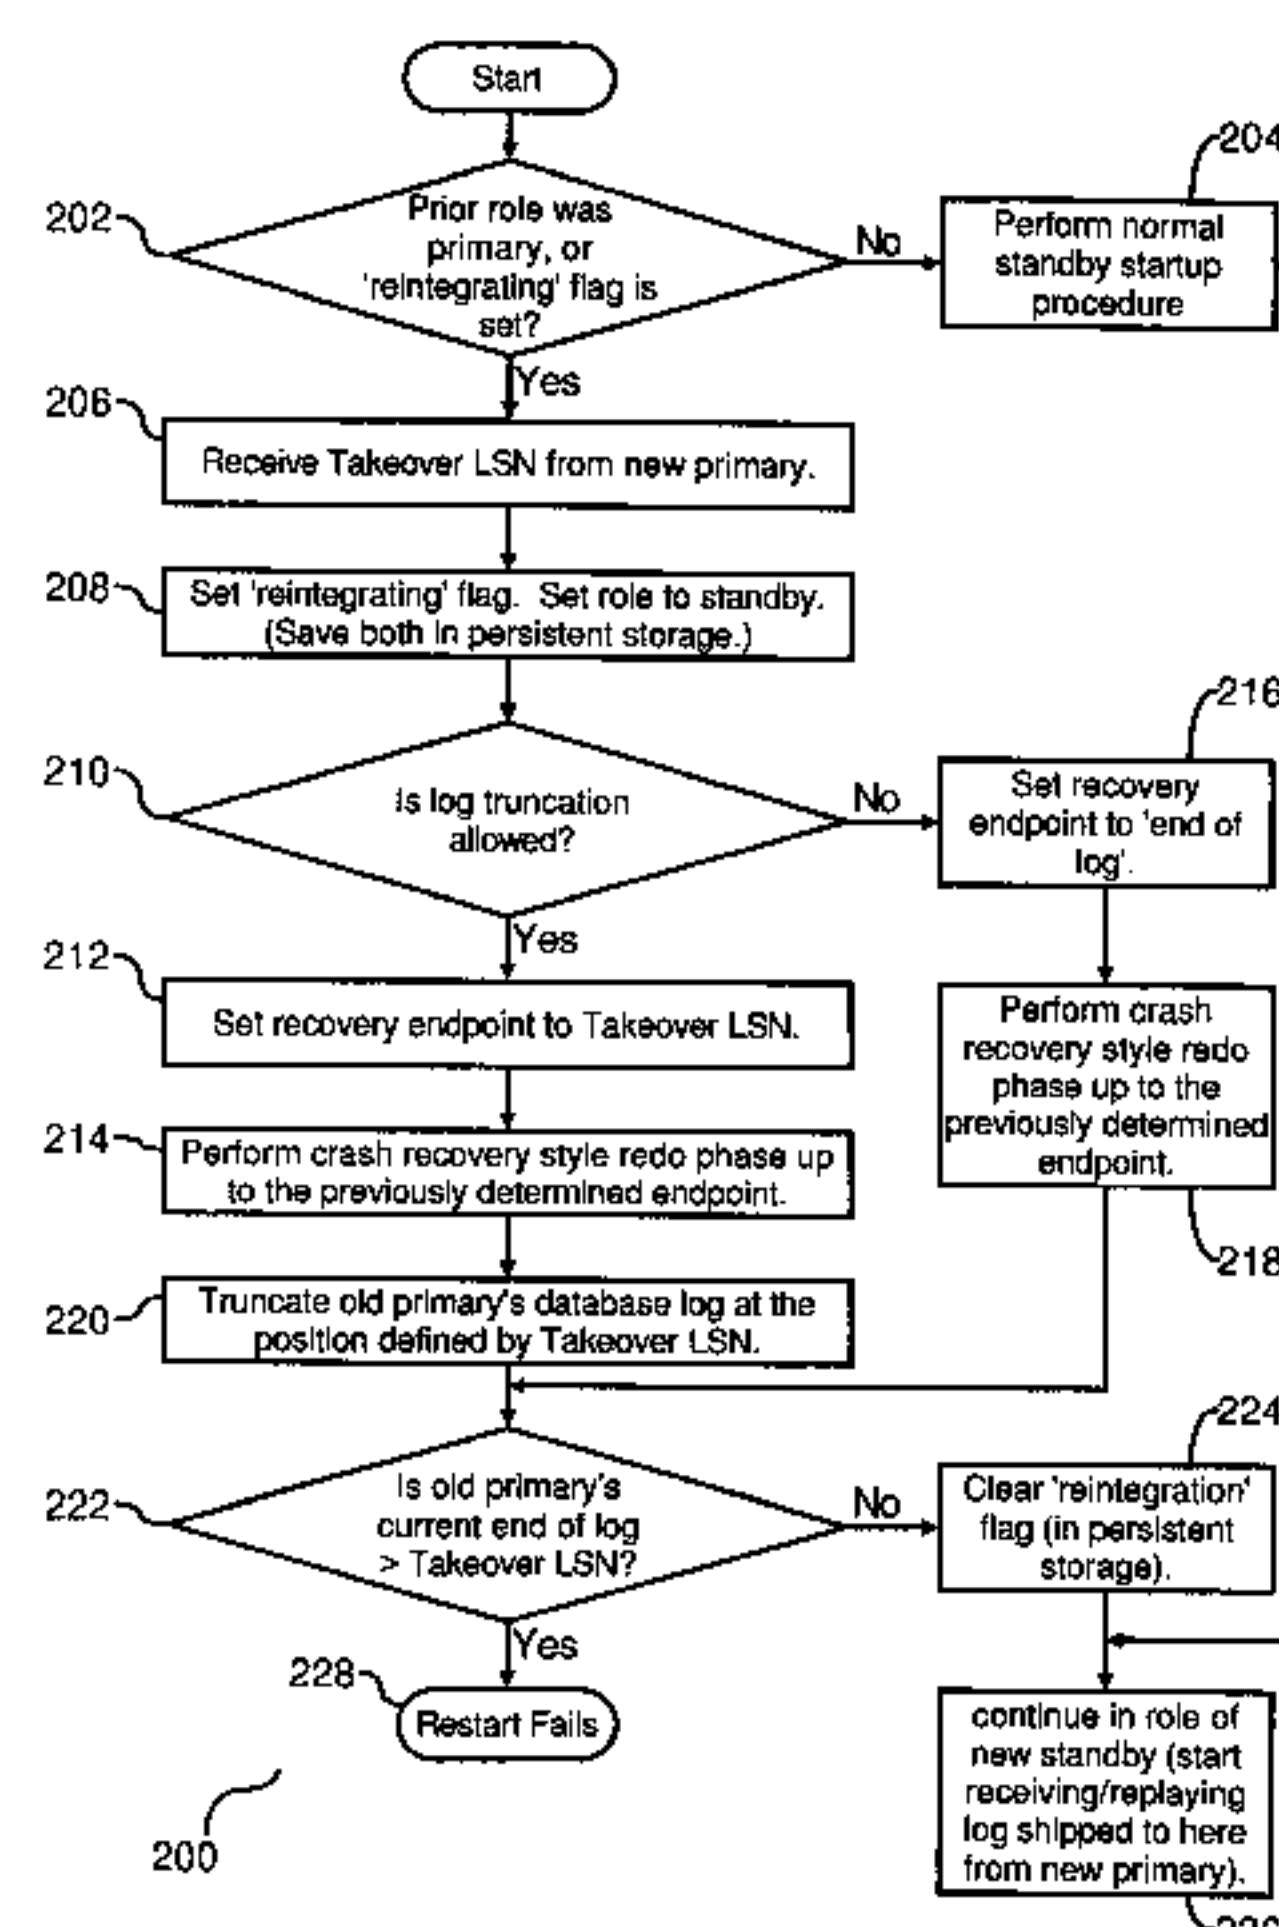 Start
202
Prior role was
primary, or
'reintegrating' flag is
set?
No
204
Perform normal
standby startup
procedure
Yes
206
Receive Takeover LSN from new primary.
208
Set 'reintegrating' flag. Set role to standby.
(Save both in persistent storage.)
210
Is log truncation
allowed?
No
216
Set recovery
endpoint to 'end of
log'.
Yes
212
Set recovery endpoint to Takeover LSN.
Perform crash
recovery style redo
phase up to the
previously determined
endpoint.
218
214
Perform crash recovery style redo phase up
to the previously determined endpoint.
220
Truncate old primary's database log at the
position defined by Takeover LSN.
222
Is old primary's
current end of log
> Takeover LSN?
No
224
Clear 'reintegration'
flag (in persistent
storage).
Yes
228
Restart Fails
continue in role of
new standby (start
receiving/replaying
log shipped to here
from new primary).
200